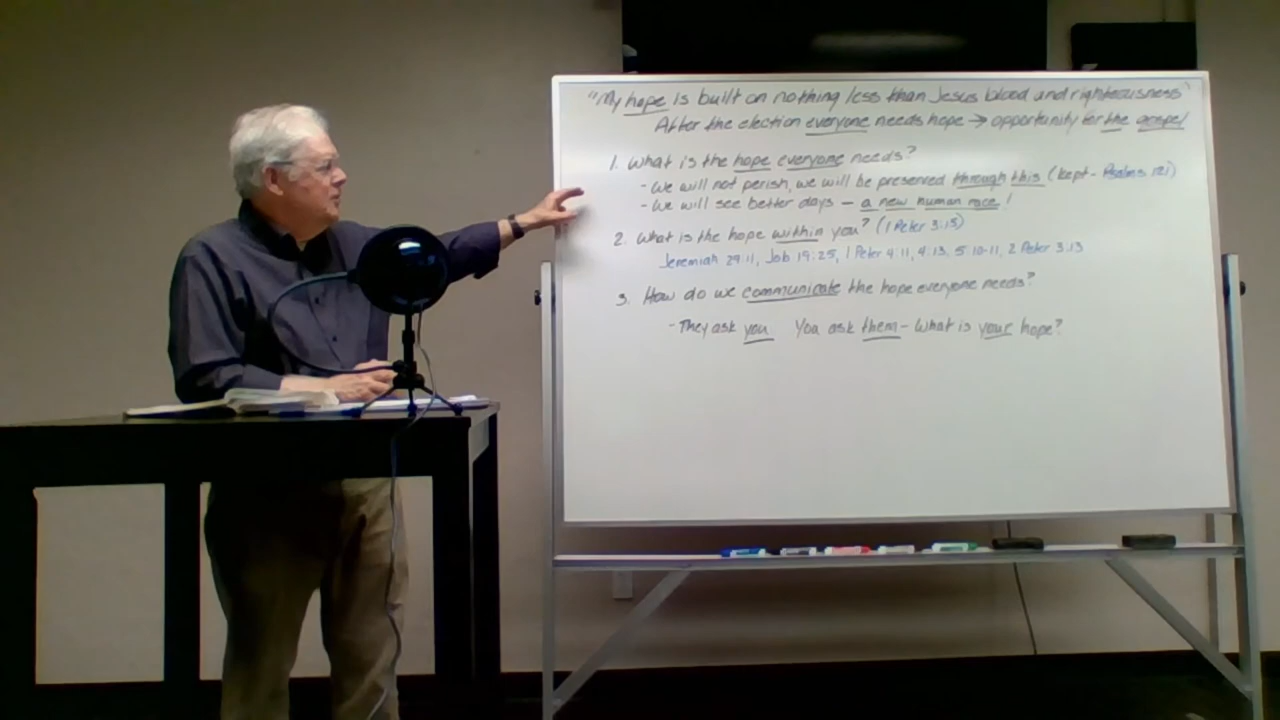 "My hope is built on nothing less than Jesus blood and righteousness"
After the election everyone needs hope → opportunity for the gospel
1. What is the hope everyone needs?
- We will not perish, we will be preserved through this (kept - Psalms 121)
- We will see better days – a new human race!
2. What is the hope within you? (1 Peter 3:15)
Jeremiah 29:11, Job 19:25, 1 Peter 4:11, 4:13, 5:10-11, 2 Peter 3:13
3. How do we communicate the hope everyone needs?
- They ask you. You ask them – What is your hope?